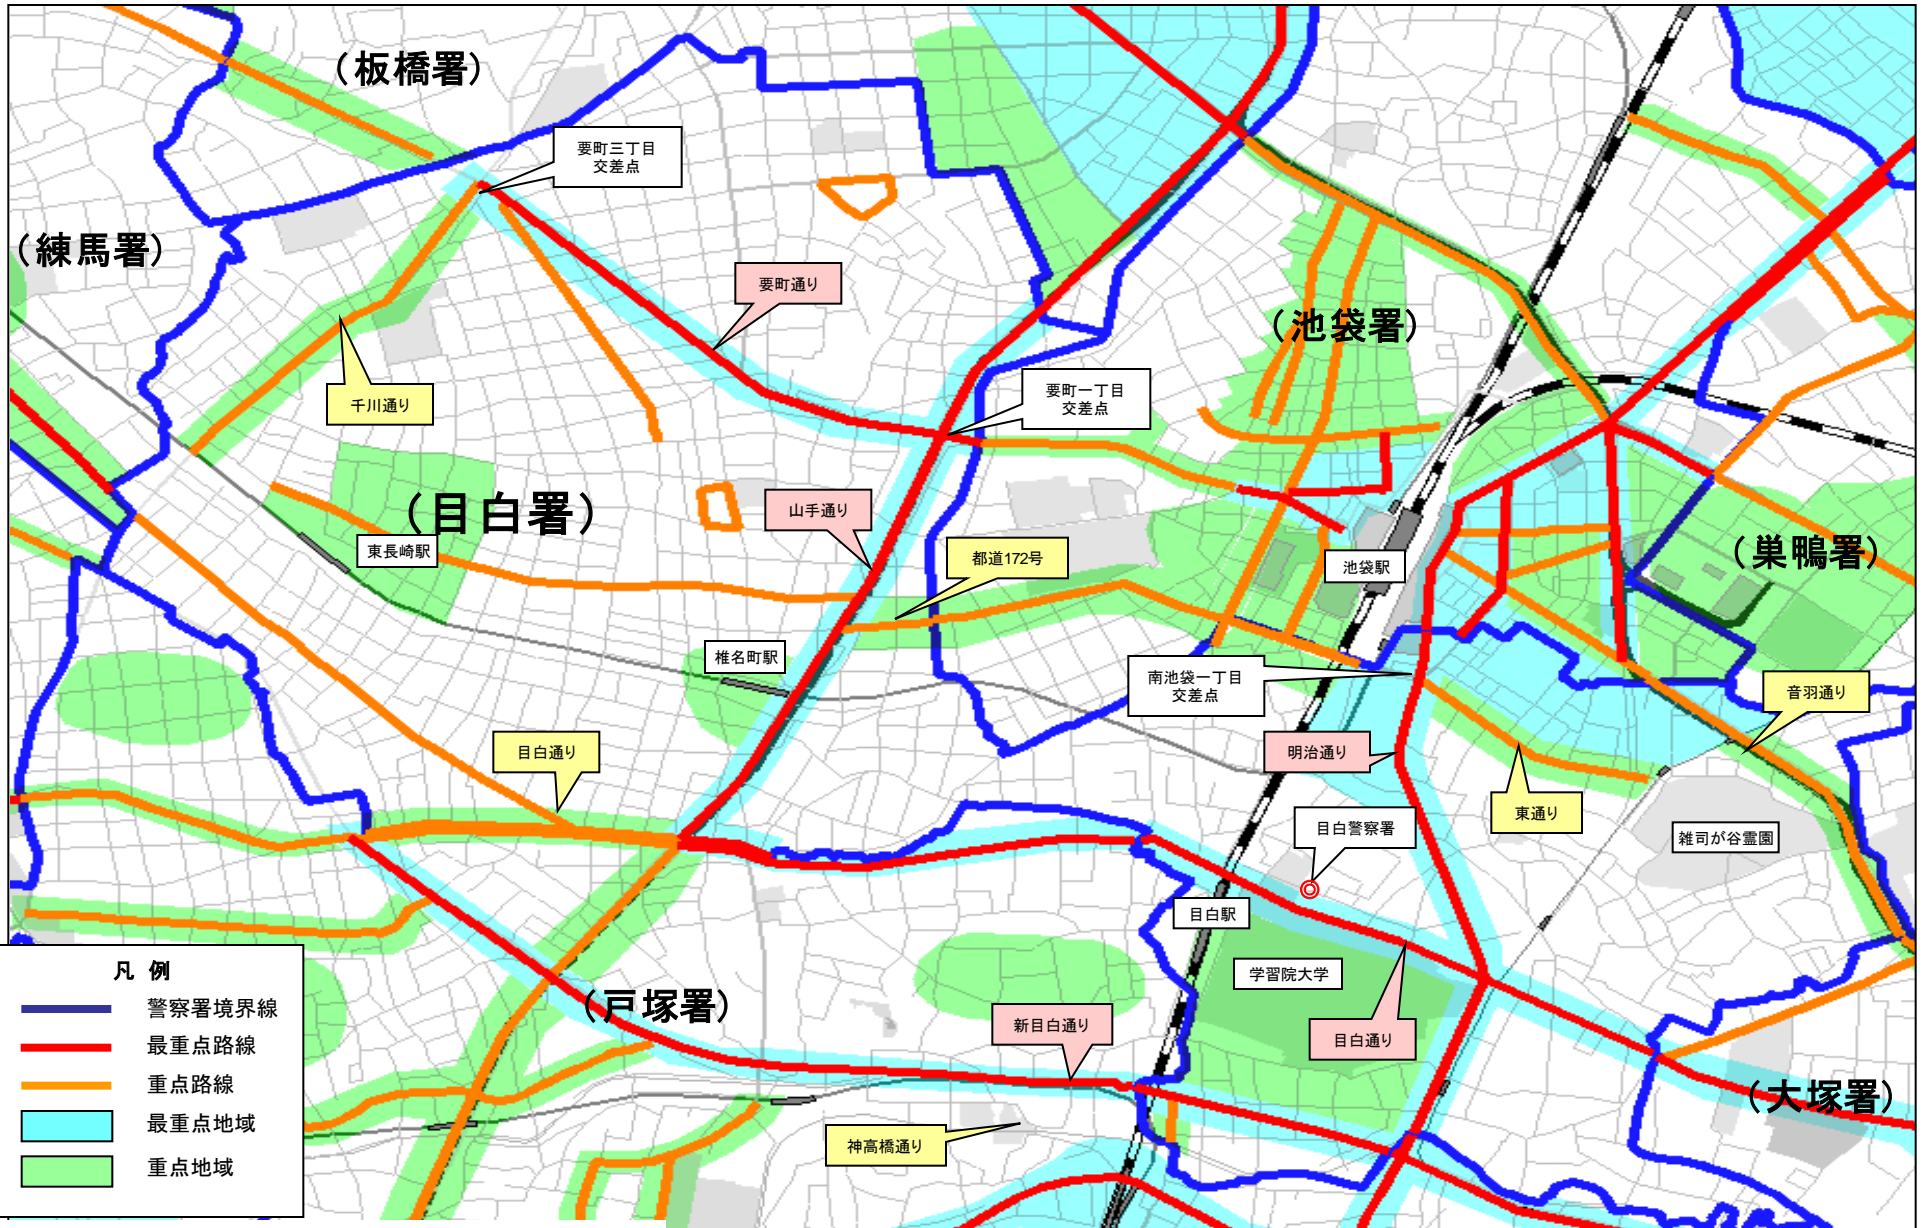 （板橋署）
要町三丁目
交差点
（練馬署）
要町通り
（池袋署）
千川通り
要町一丁目
交差点
（目白署）
山手通り
東長崎駅
都道172号
池袋駅
（巣鴨署）
椎名町駅
南池袋一丁目
交差点
音羽通り
目白通り
明治通り
東通り
目白警察署
雑司が谷霊園
目白駅
学習院大学
（戸塚署）
新目白通り
目白通り
（大塚署）
神高橋通り
凡 例
警察署境界線
最重点路線
重点路線
最重点地域
重点地域